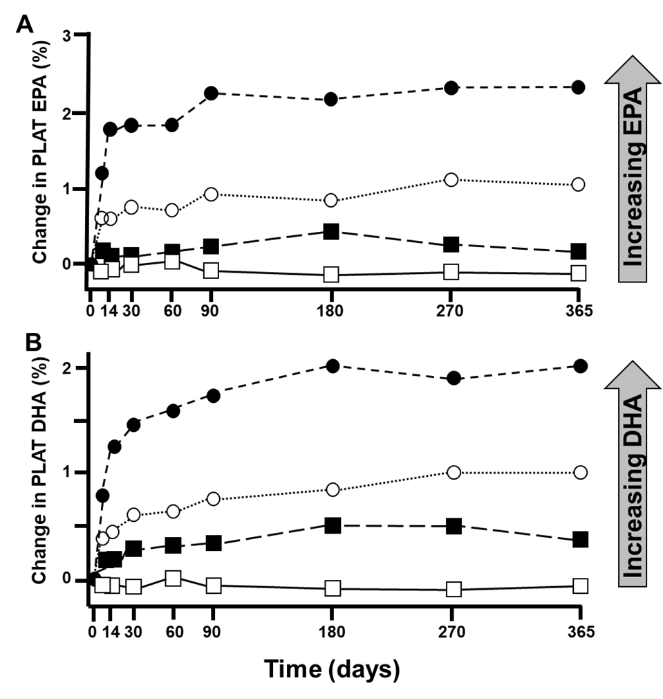 A
Change in PLAT EPA (%)
3
2
1
0
0 14 30 60 90 180 270 365
Increasing EPA
B
Change in PLAT DHA (%)
2
1
0
0 14 30 60 90 180 270 365
Increasing DHA
Time (days)